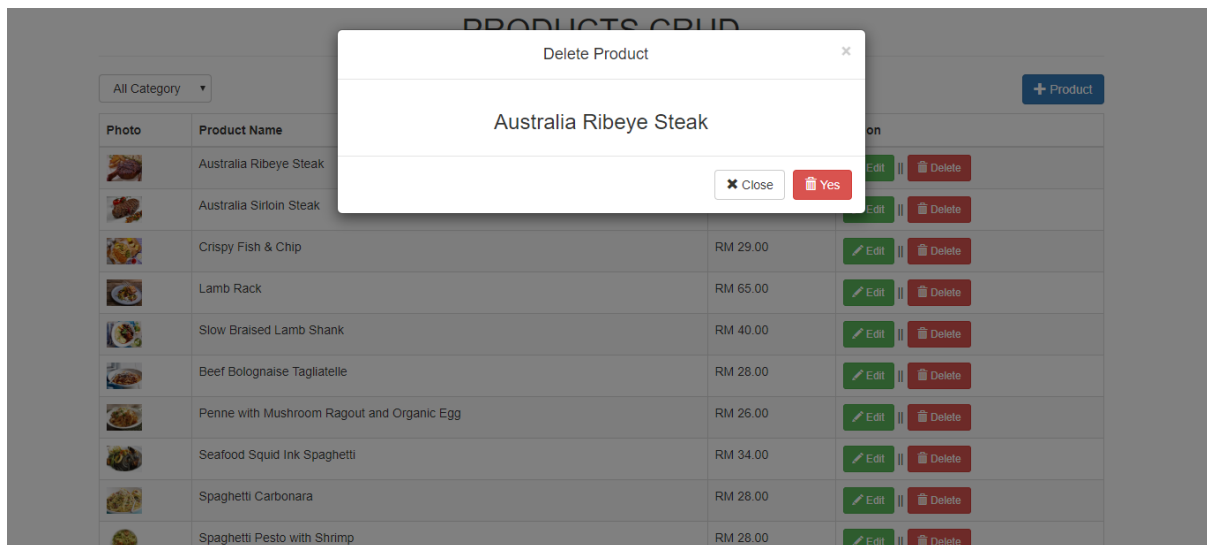 PRODUCTS CRUD
Delete Product ×
All Category ▼
+ Product
Australia Ribeye Steak
Photo Product Name on
Australia Ribeye Steak Edit || Delete
✖ Close Yes
Australia Sirloin Steak Edit || Delete
Crispy Fish & Chip RM 29.00 Edit || Delete
Lamb Rack RM 65.00 Edit || Delete
Slow Braised Lamb Shank RM 40.00 Edit || Delete
Beef Bolognaise Tagliatelle RM 28.00 Edit || Delete
Penne with Mushroom Ragout and Organic Egg RM 26.00 Edit || Delete
Seafood Squid Ink Spaghetti RM 34.00 Edit || Delete
Spaghetti Carbonara RM 28.00 Edit || Delete
Spaghetti Pesto with Shrimp RM 28.00 Edit || Delete